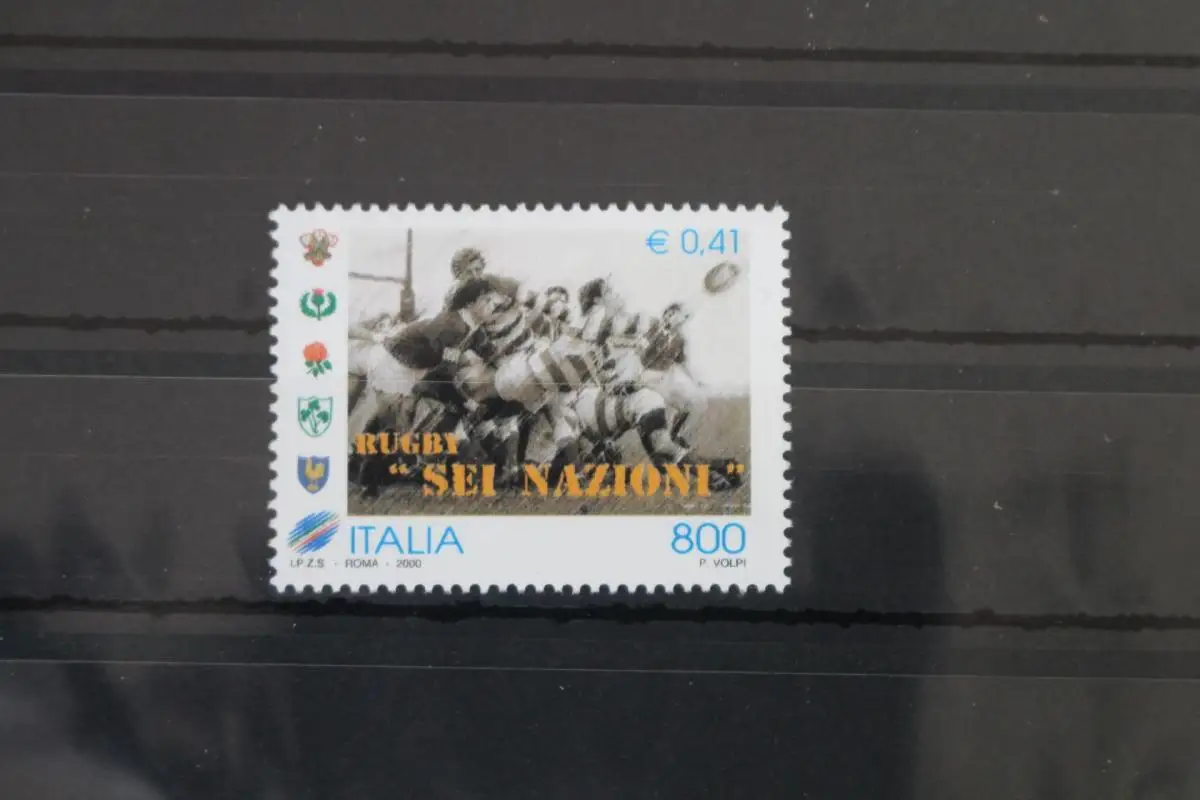 € 0,41
RUGBY
"SEI NAZIONI"
ITALIA 800
I.P.Z.S - ROMA - 2000 P. VOLPI